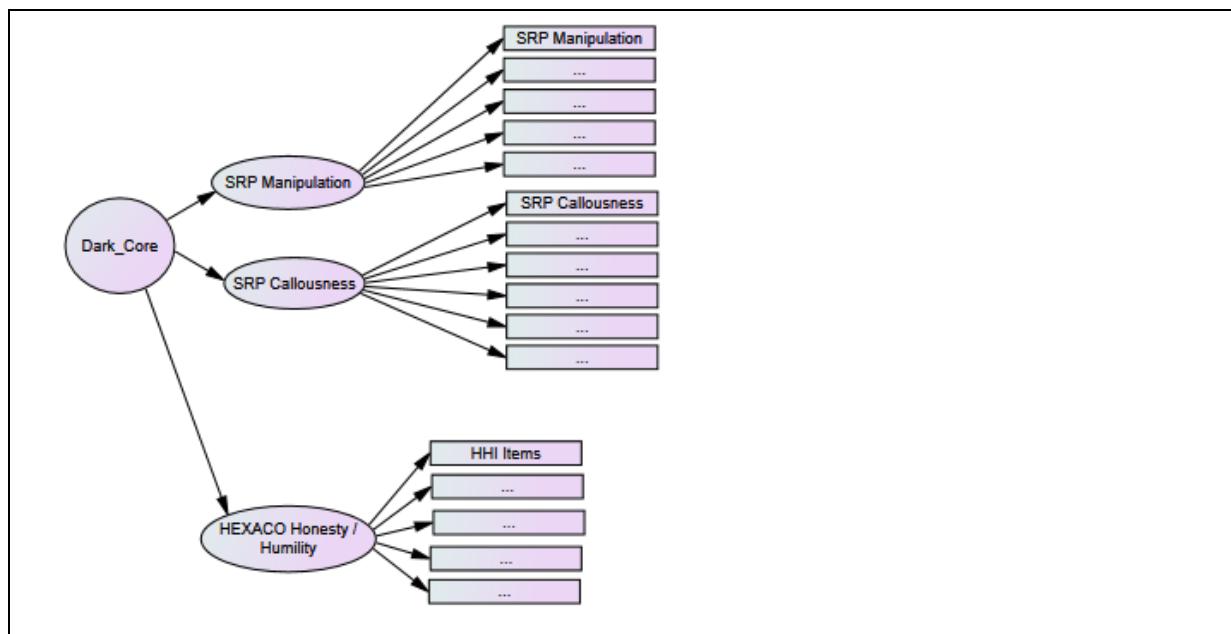 SRP Manipulation
...
...
...
...
SRP Manipulation
SRP Callousness
Dark_Core
...
...
SRP Callousness
...
...
...
HHI Items
...
...
HEXACO Honesty /
Humility
...
...